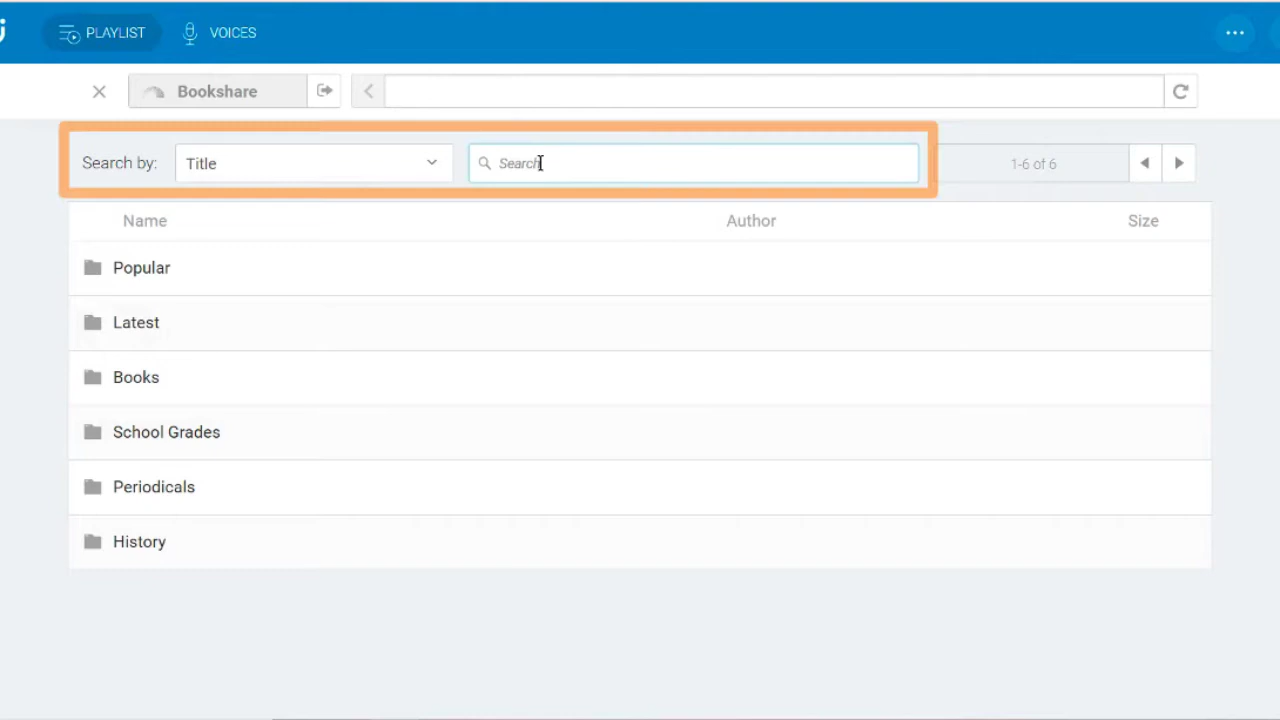 PLAYLIST VOICES
Bookshare
Search by: Title Search 1-6 of 6
Name Author Size
Popular
Latest
Books
School Grades
Periodicals
History